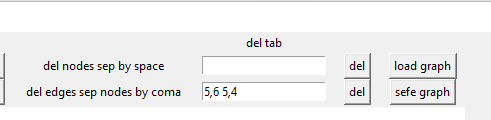 del tab
del nodes sep by space del load graph
del edges sep nodes by coma 5,6 5,4 del sefe graph